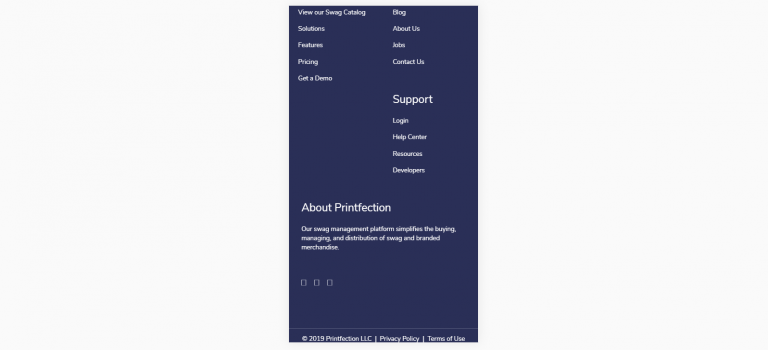 View our Swag Catalog
Solutions
Features
Pricing
Get a Demo
Blog
About Us
Jobs
Contact Us
Support
Login
Help Center
Resources
Developers
About Printfection
Our swag management platform simplifies the buying,
managing, and distribution of swag and branded
merchandise.
© 2019 Printfection LLC | Privacy Policy | Terms of Use